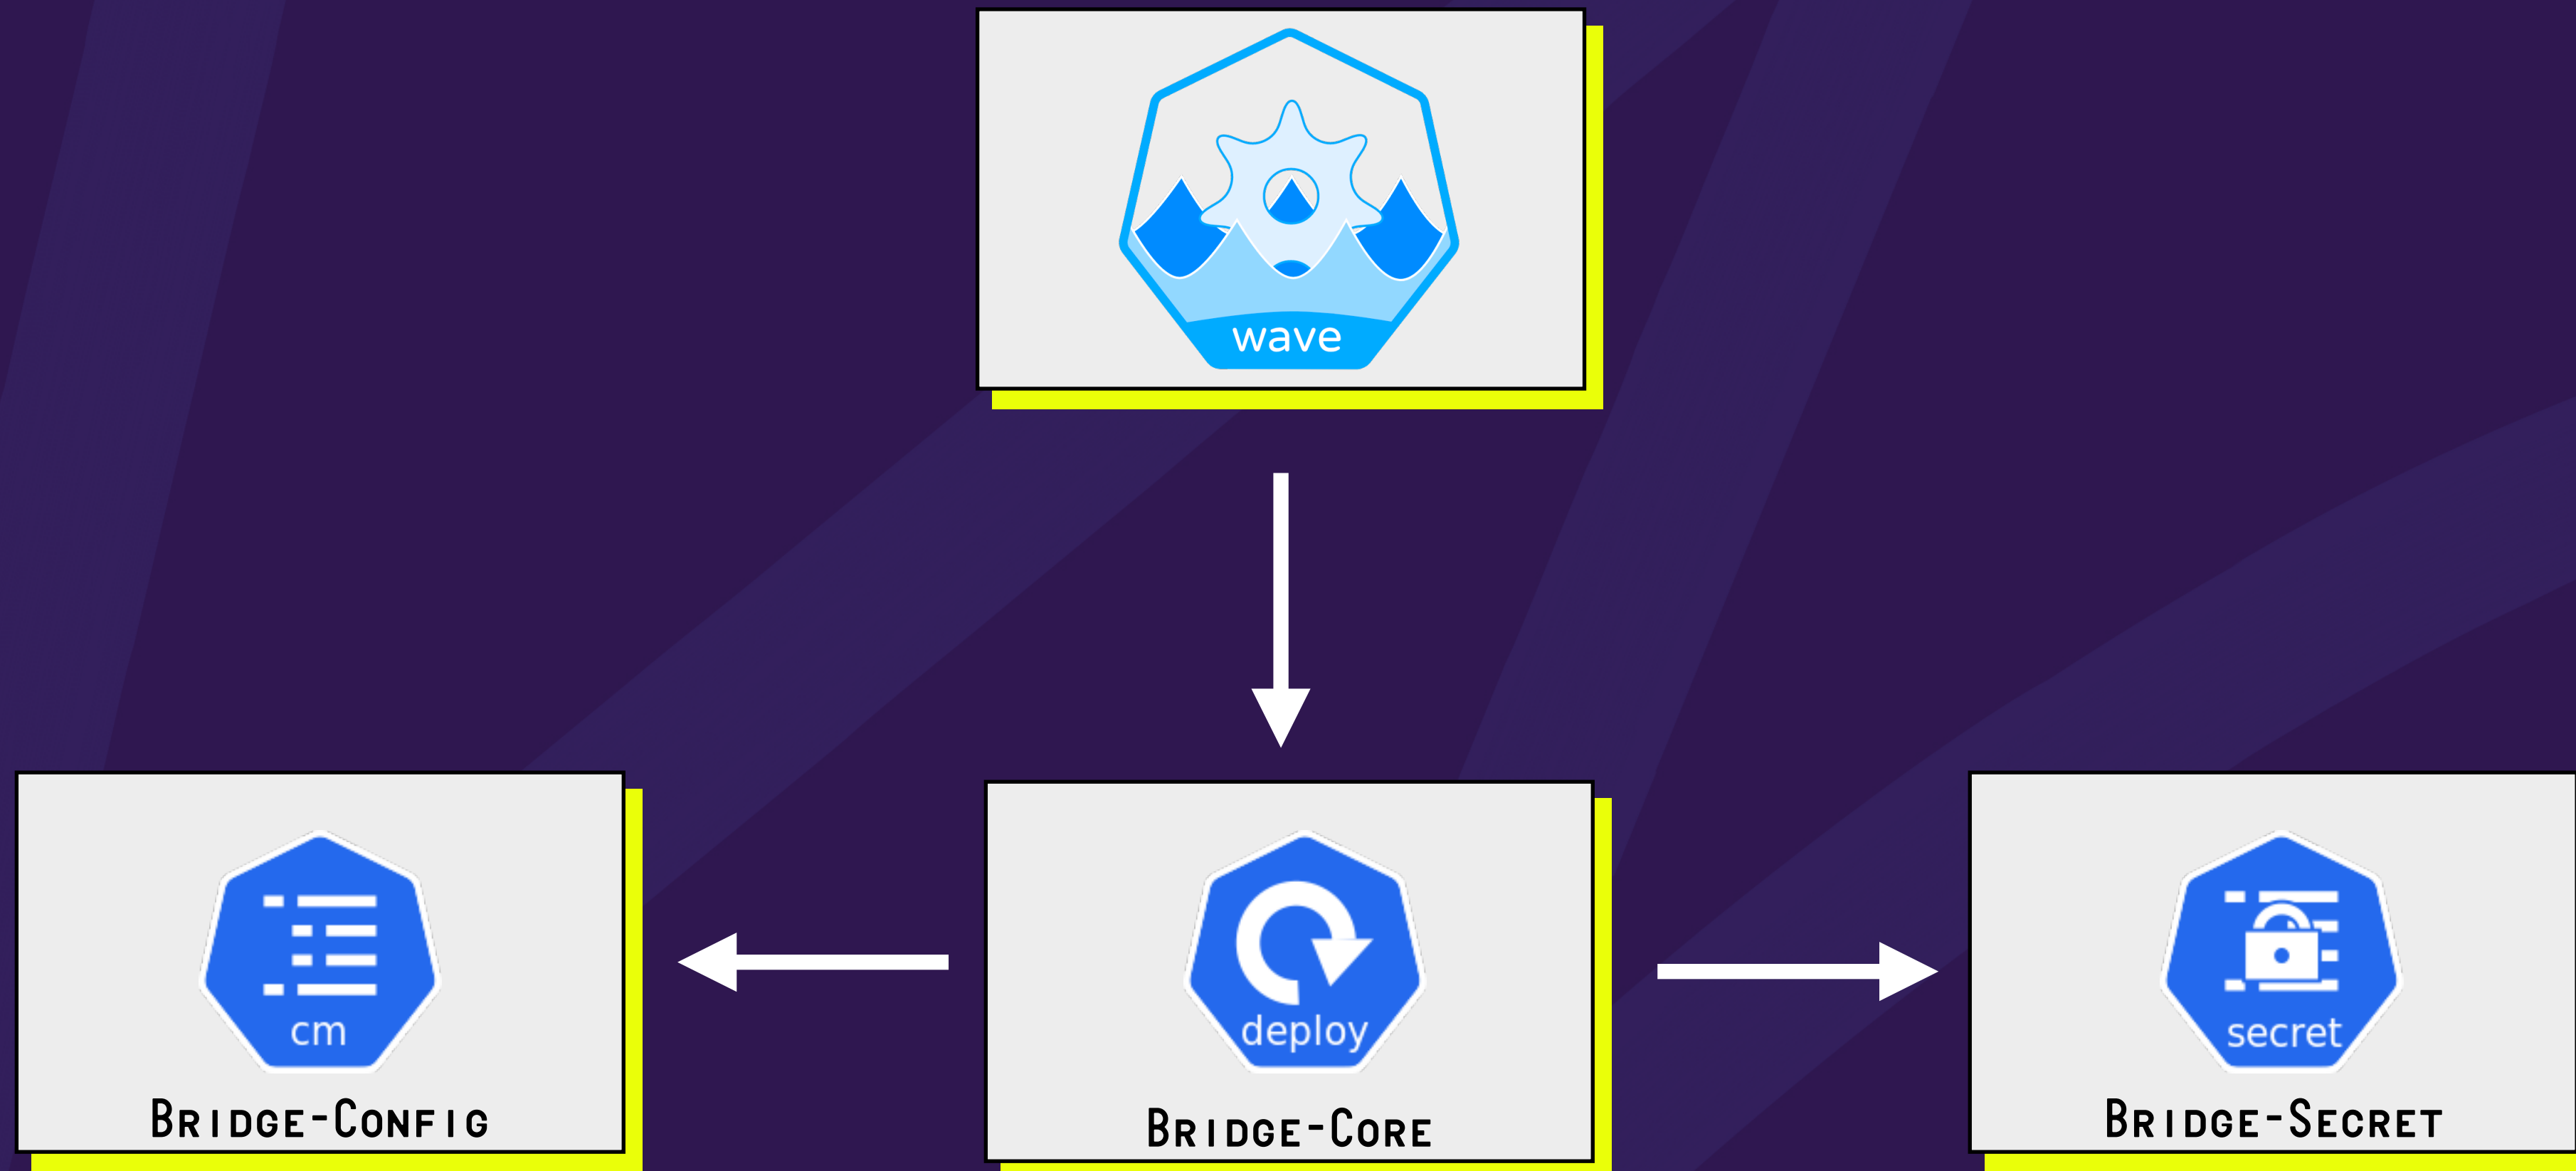 wave
cm
Bridge-Config
deploy
Bridge-Core
secret
Bridge-Secret